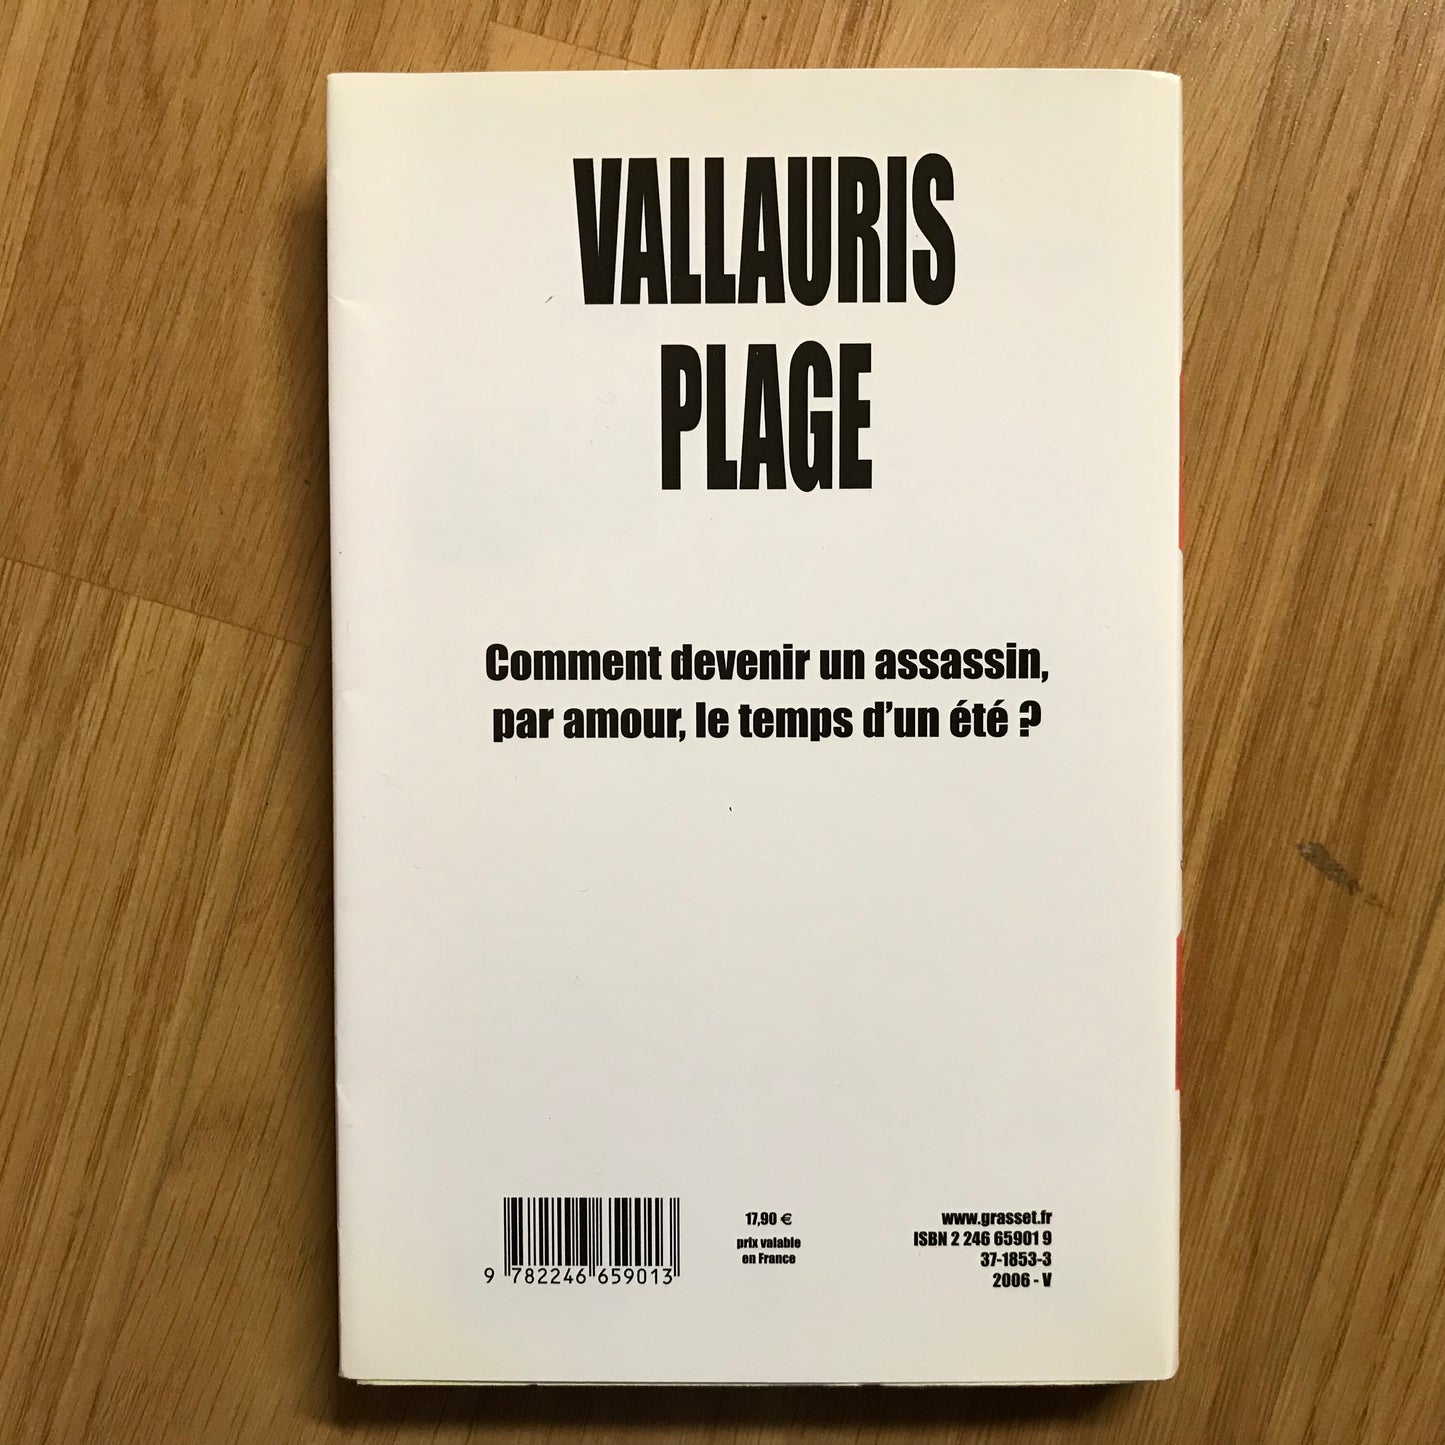 VALLAURIS
PLAGE
Comment devenir un assassin,
par amour, le temps d'un été ?
9 782246 659013
17,90 €
prix valable
en France
www.grasset.fr
ISBN 2 246 65901 9
37-1853-3
2006 - V